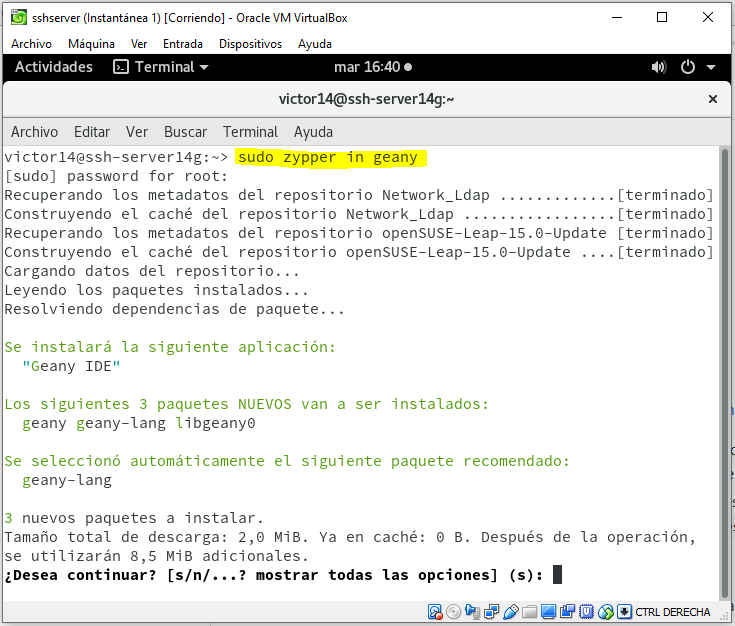 sshserver (Instantánea 1) [Corriendo] - Oracle VM VirtualBox
Archivo Máquina Ver Entrada Dispositivos Ayuda
Actividades Terminal mar 16:40
victor14@ssh-server14g:~
Archivo Editar Ver Buscar Terminal Ayuda
victor14@ssh-server14g:~> sudo zypper in geany
[sudo] password for root:
Recuperando los metadatos del repositorio Network_Ldap .............[terminado]
Construyendo el caché del repositorio Network_Ldap .................[terminado]
Recuperando los metadatos del repositorio openSUSE-Leap-15.0-Update [terminado]
Construyendo el caché del repositorio openSUSE-Leap-15.0-Update ....[terminado]
Cargando datos del repositorio...
Leyendo los paquetes instalados...
Resolviendo dependencias de paquete...
Se instalará la siguiente aplicación:
"Geany IDE"
Los siguientes 3 paquetes NUEVOS van a ser instalados:
geany geany-lang libgeany0
Se seleccionó automáticamente el siguiente paquete recomendado:
geany-lang
3 nuevos paquetes a instalar.
Tamaño total de descarga: 2,0 MiB. Ya en caché: 0 B. Después de la operación,
se utilizarán 8,5 MiB adicionales.
¿Desea continuar? [s/n/...? mostrar todas las opciones] (s):
CTRL DERECHA